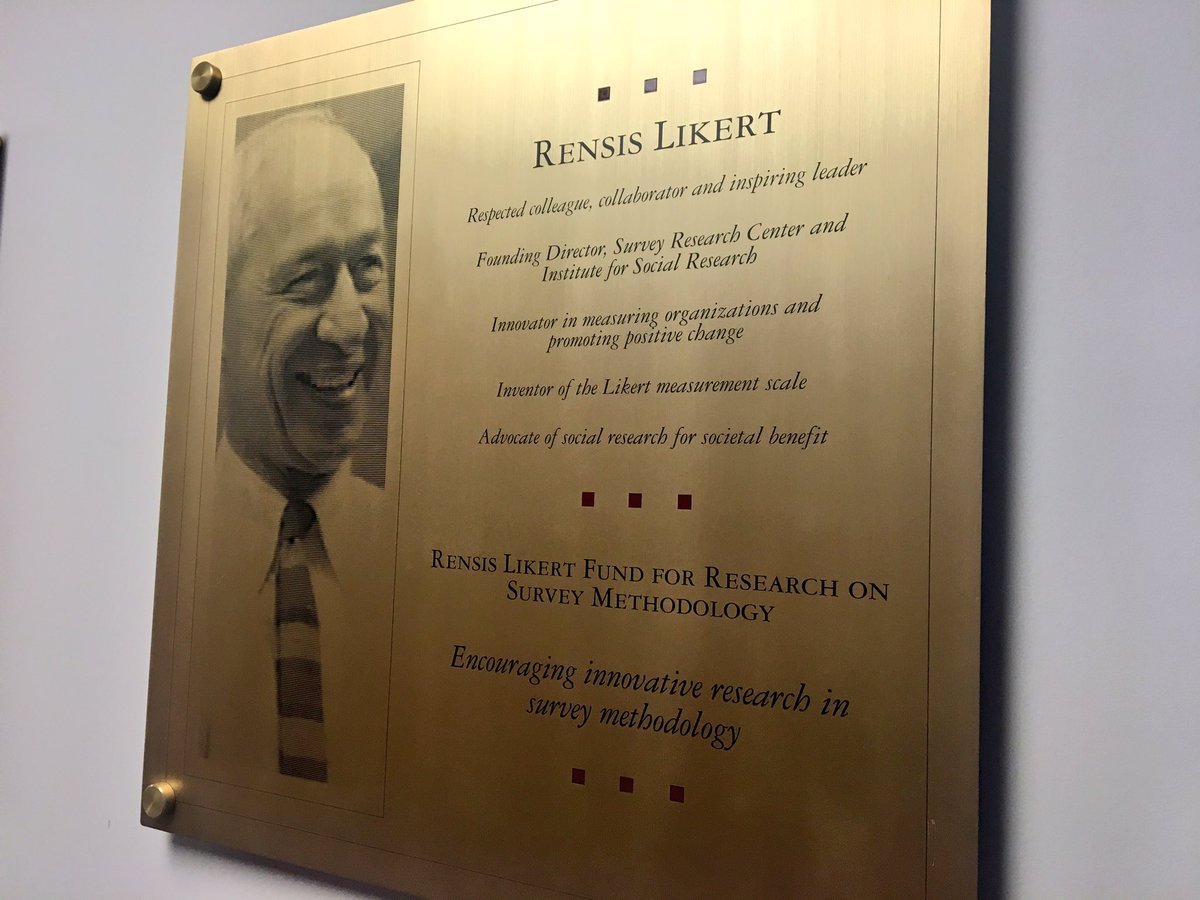 RENSIS LIKERT
Respected colleague, collaborator and inspiring leader
Founding Director, Survey Research Center and
Institute for Social Research
Innovator in measuring organizations and
promoting positive change
Inventor of the Likert measurement scale
Advocate of social research for societal benefit
RENSIS LIKERT FUND FOR RESEARCH ON
SURVEY METHODOLOGY
Encouraging innovative research in
survey methodology